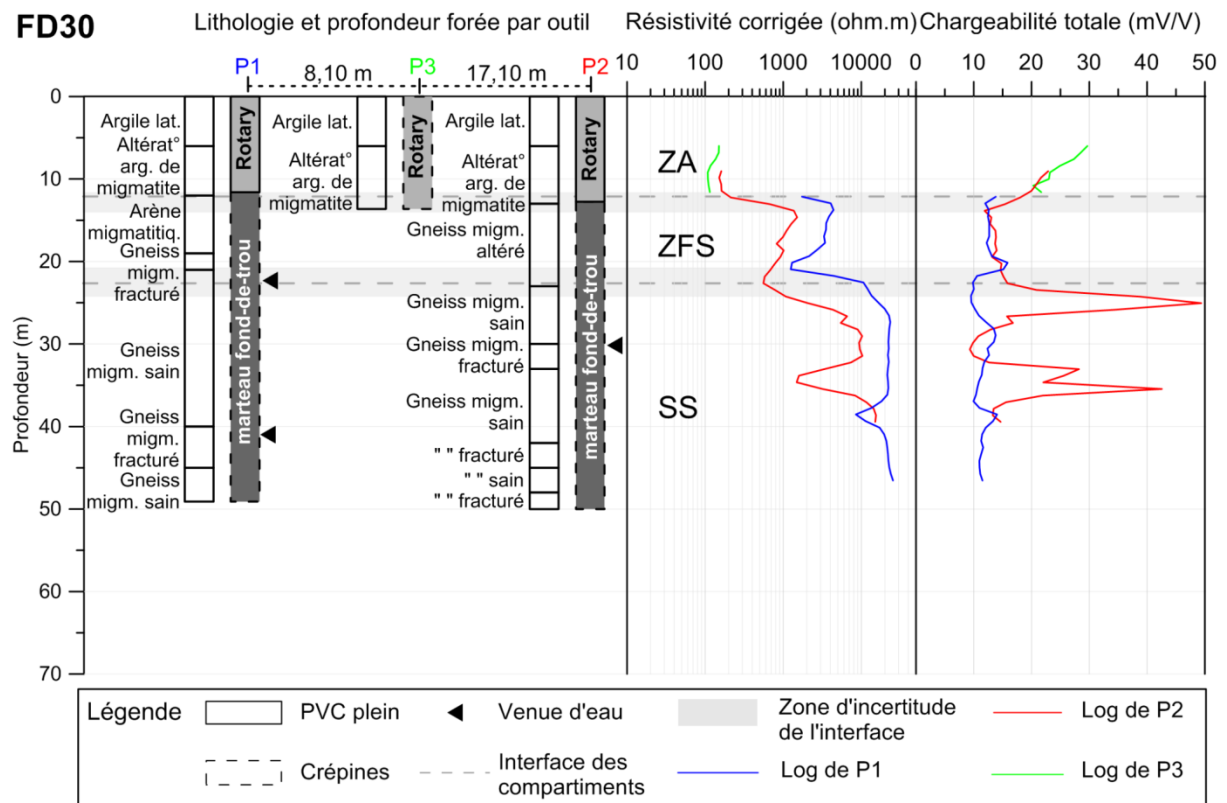 FD30
Lithologie et profondeur forée par outil
Résistivité corrigée (ohm.m)
Chargeabilité totale (mV/V)
P1
8,10 m
P3
17,10 m
P2
10
100
1000
10000
0
10
20
30
40
50
Profondeur (m)
0
10
20
30
40
50
60
70
Argile lat.
Altérat°
arg. de
migmatite
Arène
migmatitiq.
Gneiss
migm.
fracturé
Gneiss
migm. sain
Gneiss
migm.
fracturé
Gneiss
migm. sain
Rotary
marteau fond-de-trou
Argile lat.
Altérat°
arg. de
migmatite
Rotary
Argile lat.
Altérat°
arg. de
migmatite
Gneiss migm.
altéré
Gneiss migm.
sain
Gneiss migm.
fracturé
Gneiss migm.
sain
" " fracturé
" " sain
" " fracturé
Rotary
marteau fond-de-trou
ZA
ZFS
SS
Légende
PVC plein
Crépines
Venue d'eau
Interface des
compartiments
Zone d'incertitude
de l'interface
Log de P1
Log de P2
Log de P3